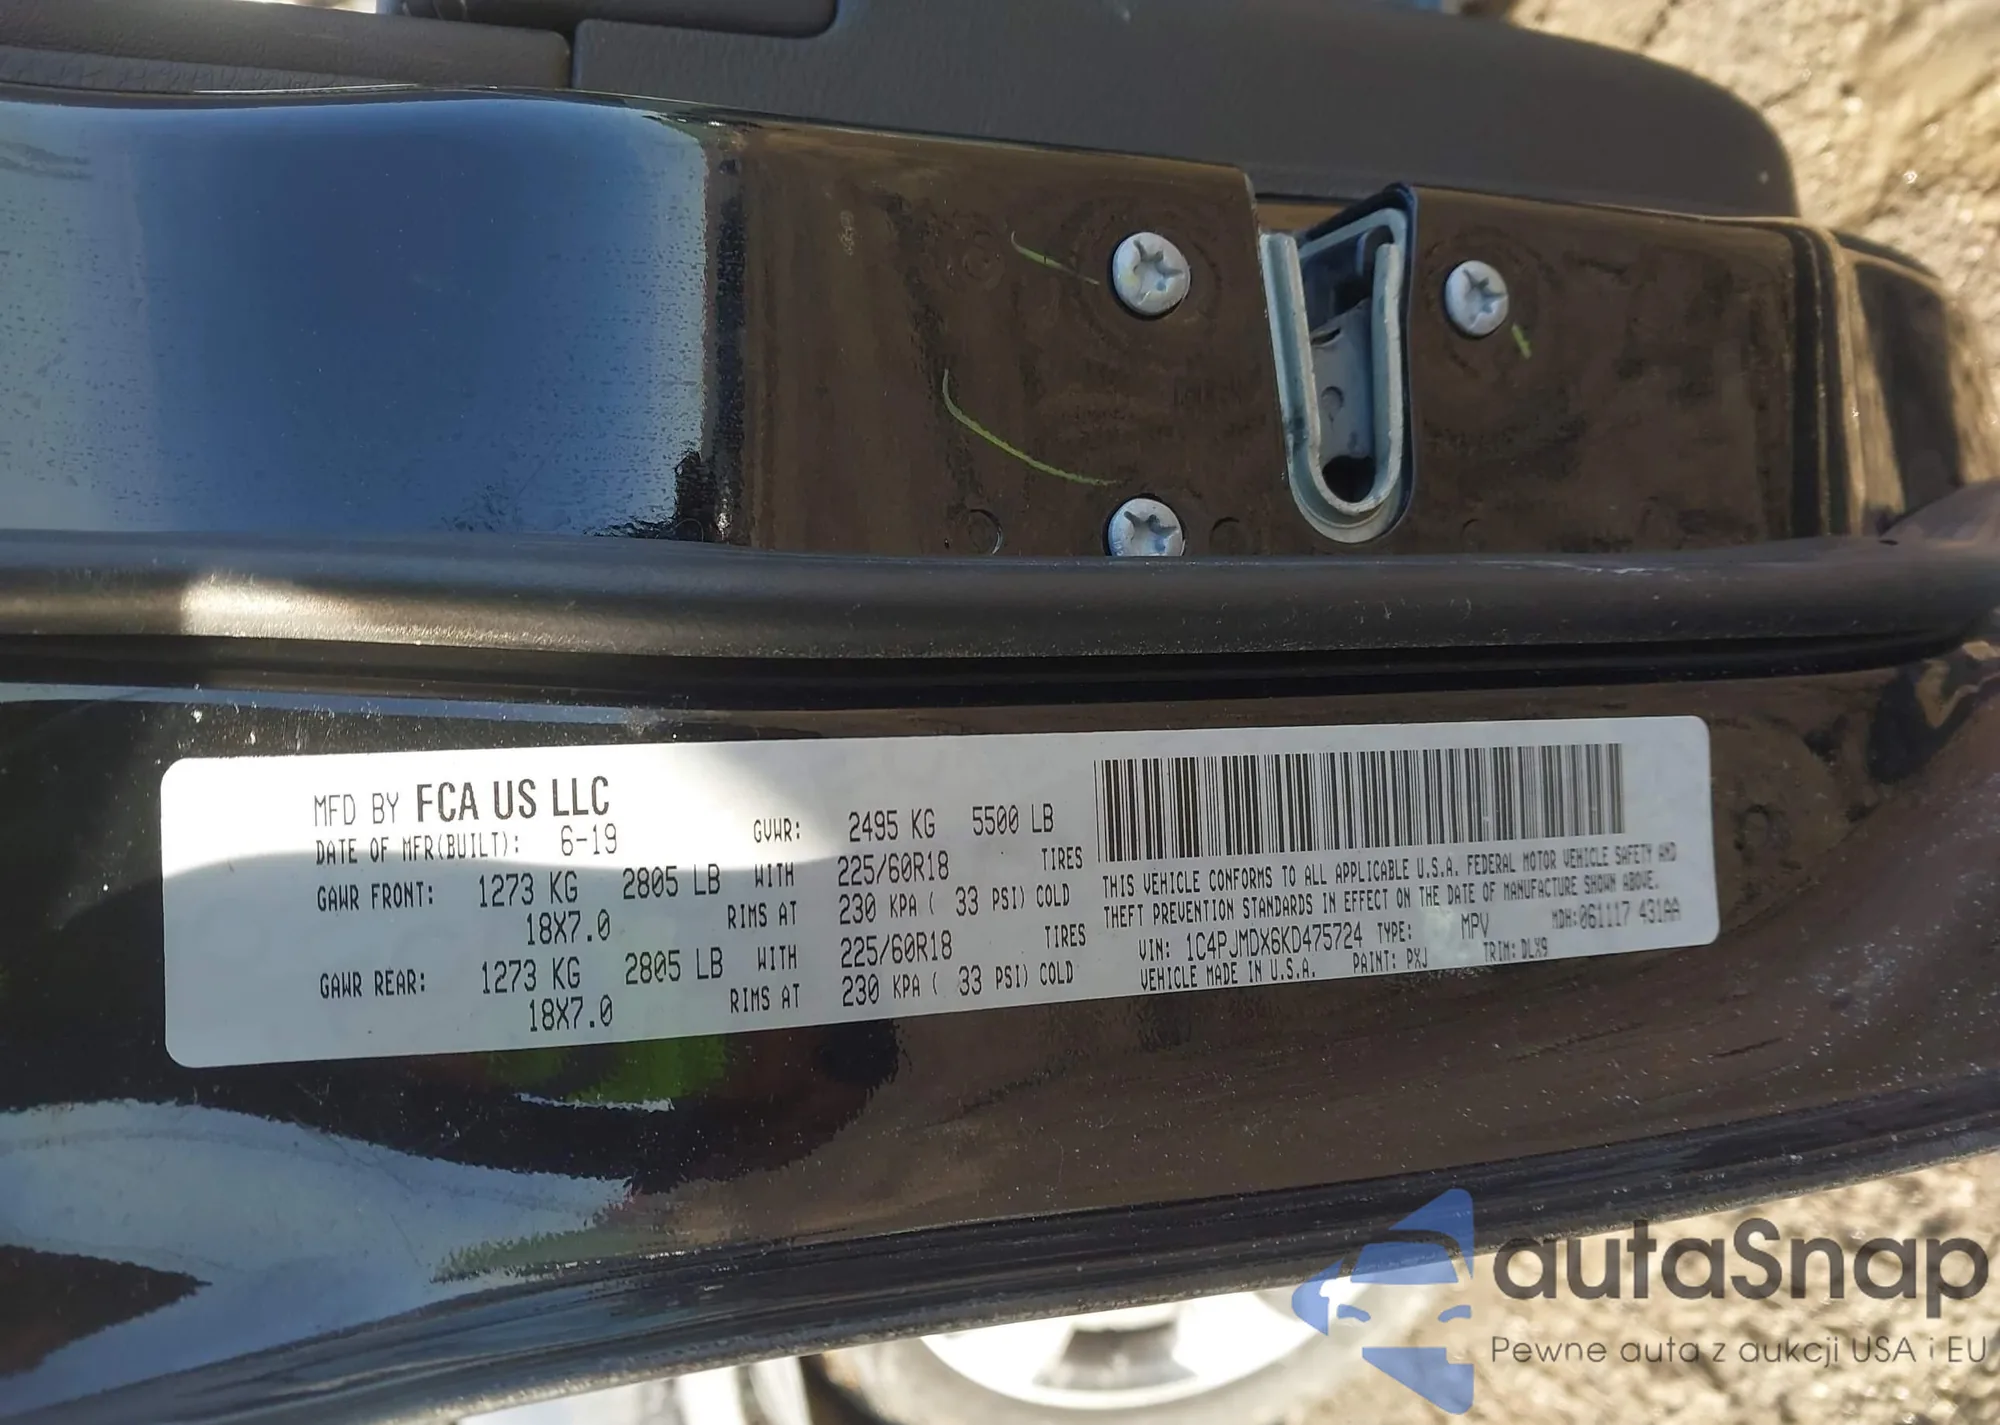 MFD BY FCA US LLC
DATE OF MFR(BUILT): 6-19
GVWR: 2495 KG 5500 LB
GAWR FRONT: 1273 KG 2805 LB WITH 225/60R18 TIRES
18X7.0 RIMS AT 230 KPA ( 33 PSI) COLD
GAWR REAR: 1273 KG 2805 LB WITH 225/60R18 TIRES
18X7.0 RIMS AT 230 KPA ( 33 PSI) COLD
THIS VEHICLE CONFORMS TO ALL APPLICABLE U.S.A. FEDERAL MOTOR VEHICLE SAFETY AND
THEFT PREVENTION STANDARDS IN EFFECT ON THE DATE OF MANUFACTURE SHOWN ABOVE.
VIN: 1C4PJMDX6KD475724 TYPE: MPV MDH:061117 431AA
VEHICLE MADE IN U.S.A. PAINT: PXJ TRIM: DLX9
autaSnap
Pewne auta z aukcji USA i EU